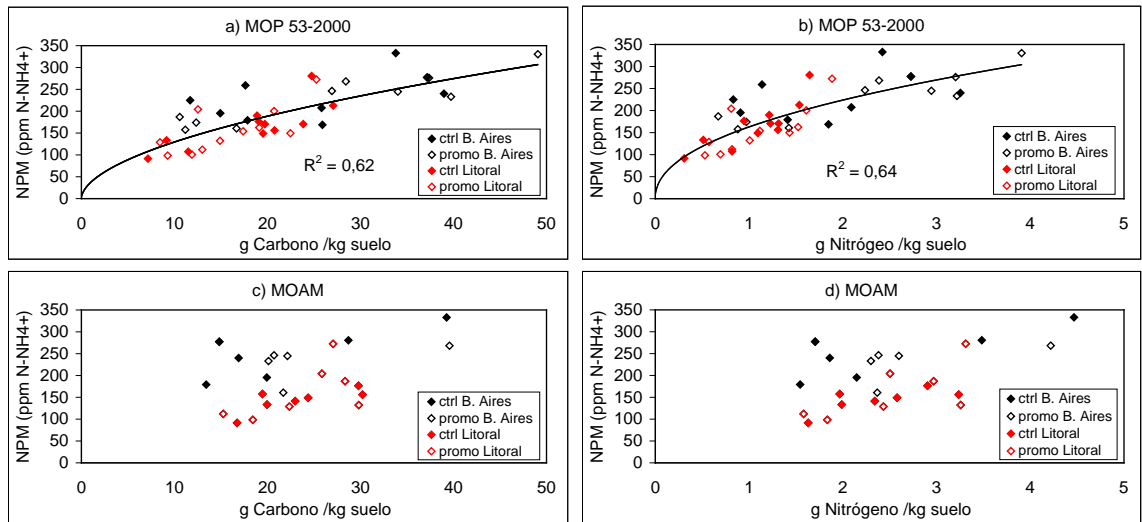 a) MOP 53-2000
NPM (ppm N-NH4+)
350
300
250
200
150
100
50
0
R² = 0,62
ctrl B. Aires
promo B. Aires
ctrl Litoral
promo Litoral
0 10 20 30 40 50
g Carbono /kg suelo
b) MOP 53-2000
NPM (ppm N-NH4+)
350
300
250
200
150
100
50
0
R² = 0,64
ctrl B. Aires
promo B. Aires
ctrl Litoral
promo Litoral
0 1 2 3 4 5
g Nitrógeo /kg suelo
c) MOAM
NPM (ppm N-NH4+)
350
300
250
200
150
100
50
0
ctrl B. Aires
promo B. Aires
ctrl Litoral
promo Litoral
0 10 20 30 40 50
g Carbono /kg suelo
d) MOAM
NPM (ppm N-NH4+)
350
300
250
200
150
100
50
0
ctrl B. Aires
promo B. Aires
ctrl Litoral
promo Litoral
0 1 2 3 4 5
g Nitrógeno /kg suelo